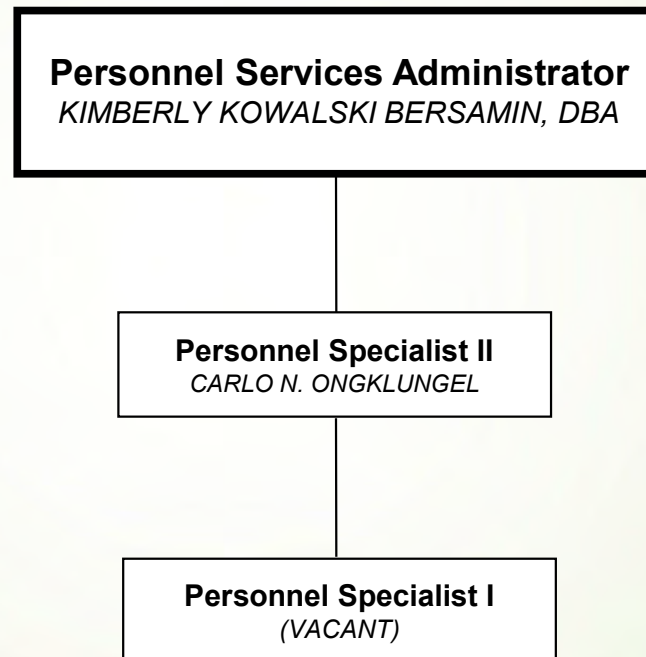 Personnel Services Administrator
KIMBERLY KOWALSKI BERSAMIN, DBA
Personnel Specialist II
CARLO N. ONGKLUNGEL
Personnel Specialist I
(VACANT)